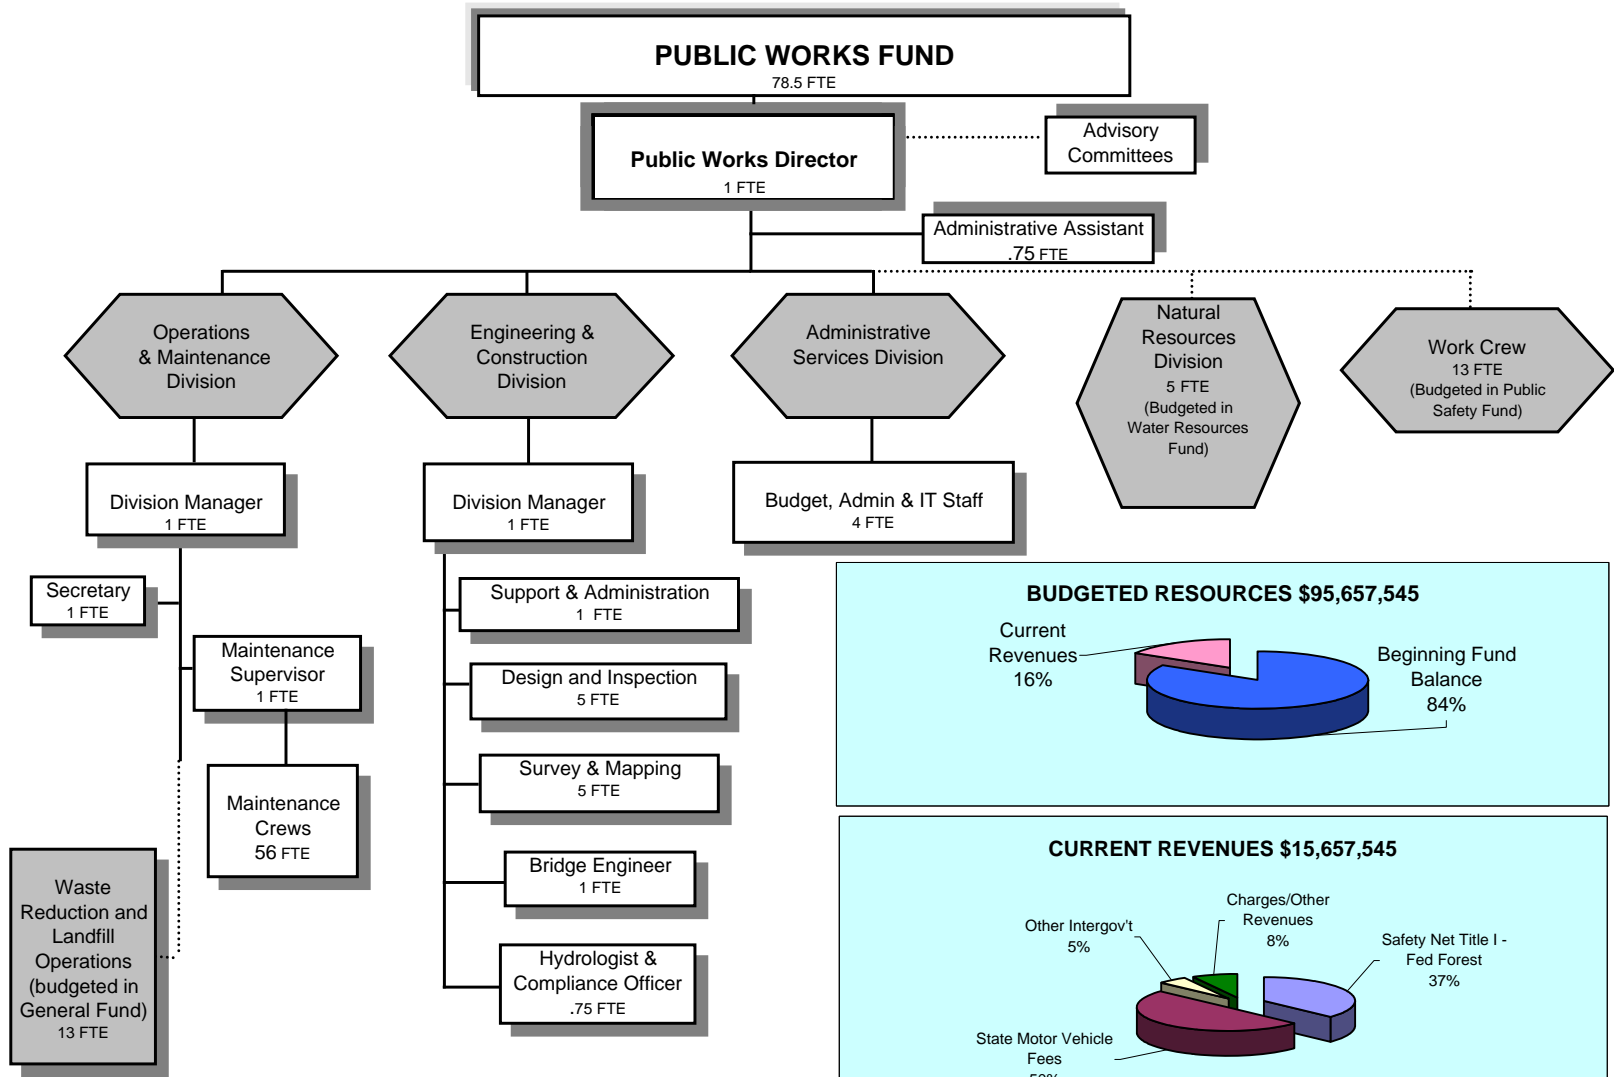 PUBLIC WORKS FUND
78.5 FTE
Public Works Director
1 FTE
Advisory
Committees
Administrative Assistant
.75 FTE
Operations
& Maintenance
Division
Engineering &
Construction
Division
Administrative
Services Division
Natural
Resources
Division
5 FTE
(Budgeted in
Water Resources
Fund)
Work Crew
13 FTE
(Budgeted in Public
Safety Fund)
Division Manager
1 FTE
Division Manager
1 FTE
Budget, Admin & IT Staff
4 FTE
Secretary
1 FTE
Maintenance
Supervisor
1 FTE
Maintenance
Crews
56 FTE
Waste
Reduction and
Landfill
Operations
(budgeted in
General Fund)
13 FTE
Support & Administration
1 FTE
Design and Inspection
5 FTE
Survey & Mapping
5 FTE
Bridge Engineer
1 FTE
Hydrologist &
Compliance Officer
.75 FTE
BUDGETED RESOURCES $95,657,545
Current
Revenues
16%
Beginning Fund
Balance
84%
CURRENT REVENUES $15,657,545
Charges/Other
Revenues
8%
Other Intergov't
5%
Safety Net Title I -
Fed Forest
37%
State Motor Vehicle
Fees